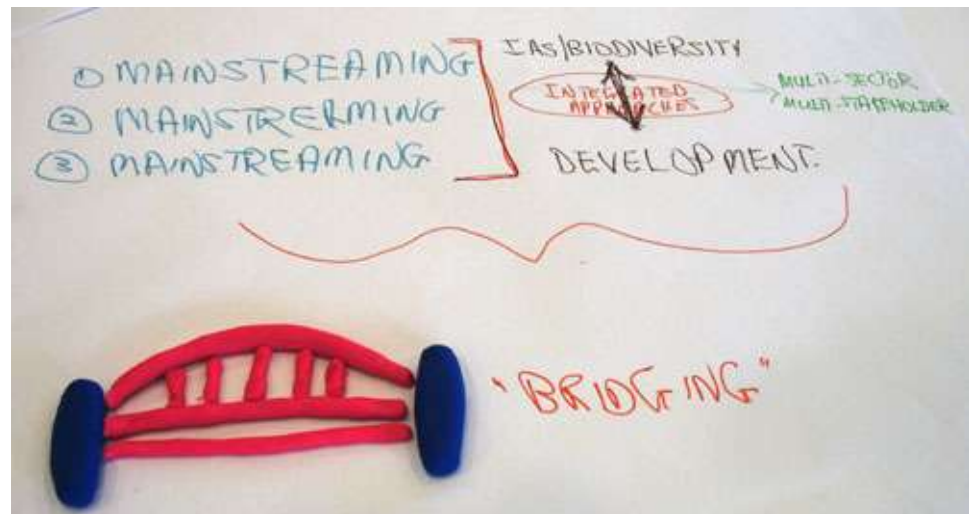 ① MAINSTREAMING
② MAINSTRERMING
③ MAINSTREAMING
IAS/BIODIVERSITY
INTEGRATED
APPROACHES
MULTI-SECTOR
MULTI-STAKEHOLDER
DEVELOPMENT.
"BRIDGING"